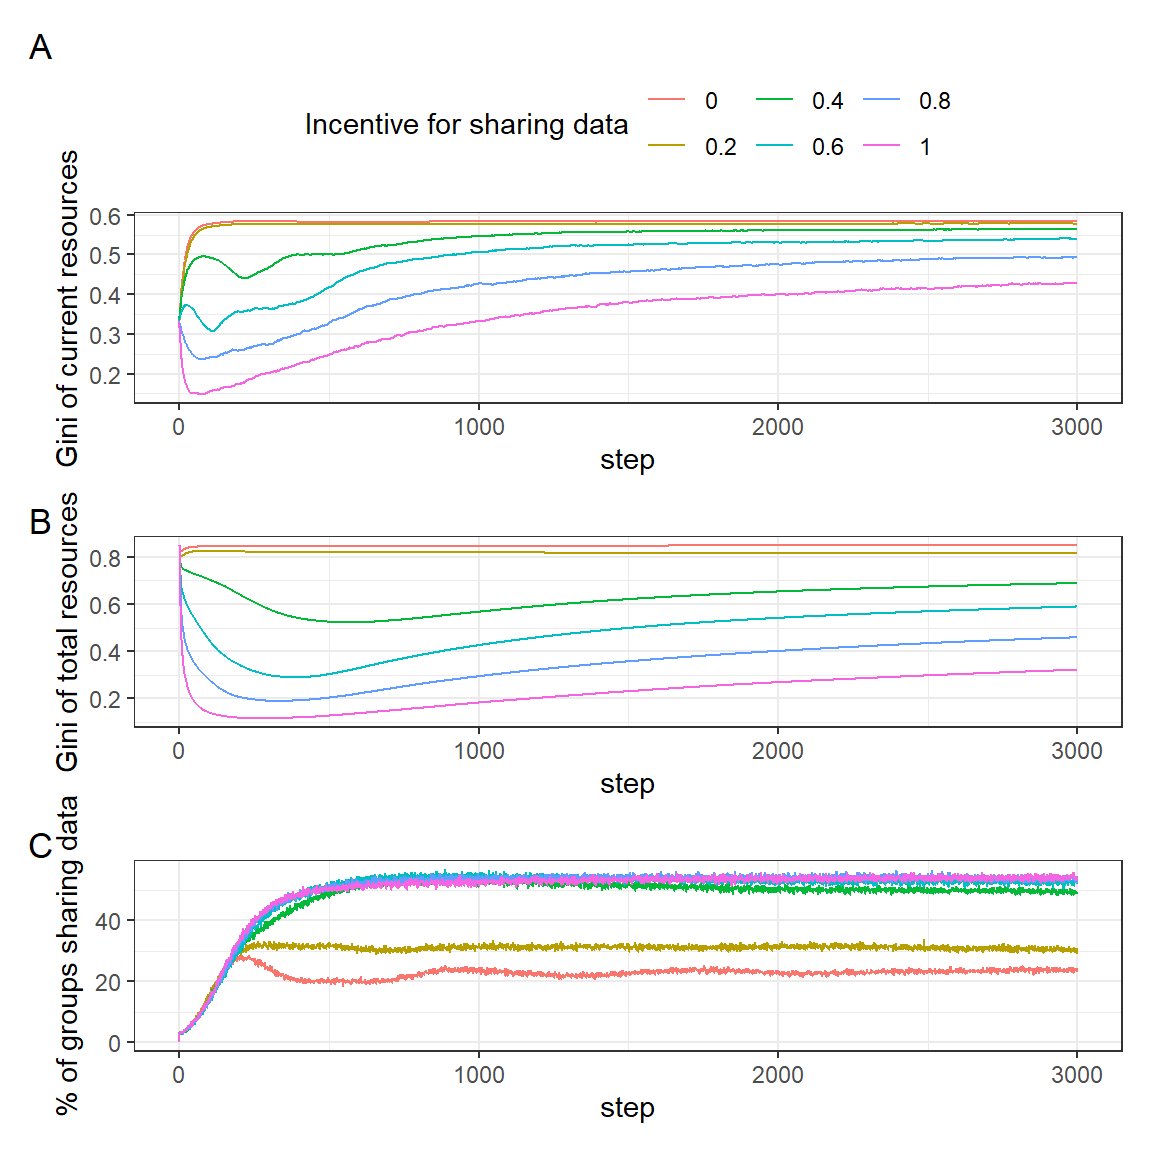 A
Incentive for sharing data
0 0.4 0.8
0.2 0.6 1
Gini of current resources
0.6
0.5
0.4
0.3
0.2
0 1000 2000 3000
step
B
Gini of total resources
0.8
0.6
0.4
0.2
0 1000 2000 3000
step
C
% of groups sharing data
40
20
0
0 1000 2000 3000
step